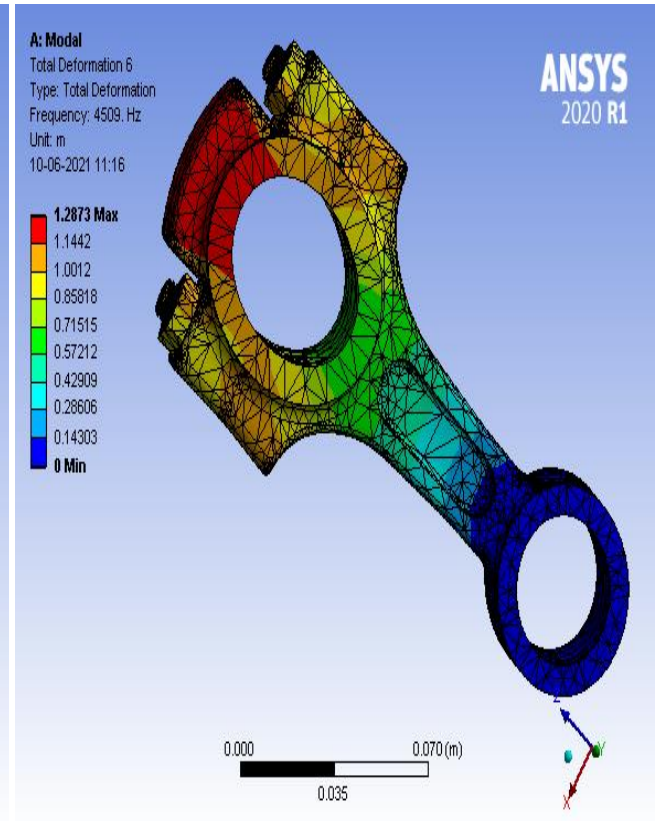 A: Modal
Total Deformation 6
Type: Total Deformation
Frequency: 4509. Hz
Unit: m
10-06-2021 11:16
ANSYS
2020 R1
1.2873 Max
1.1442
1.0012
0.85818
0.71515
0.57212
0.42909
0.28606
0.14303
0 Min
0.000
0.070 (m)
0.035
Z
Y
X